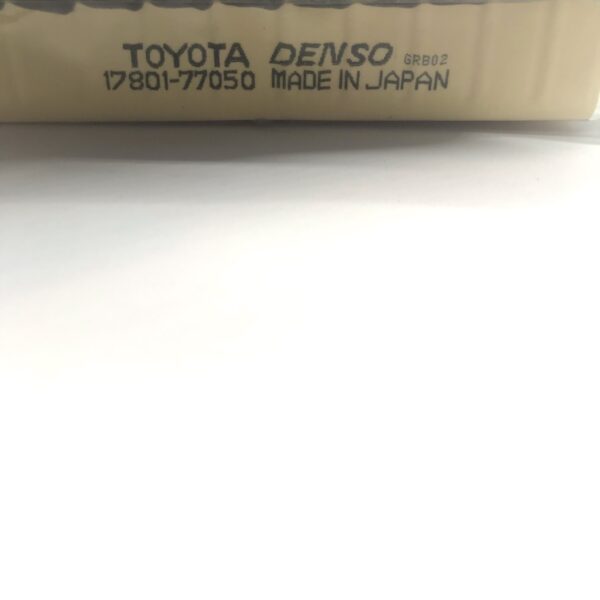 TOYOTA DENSO GRB02
17801-77050 MADE IN JAPAN